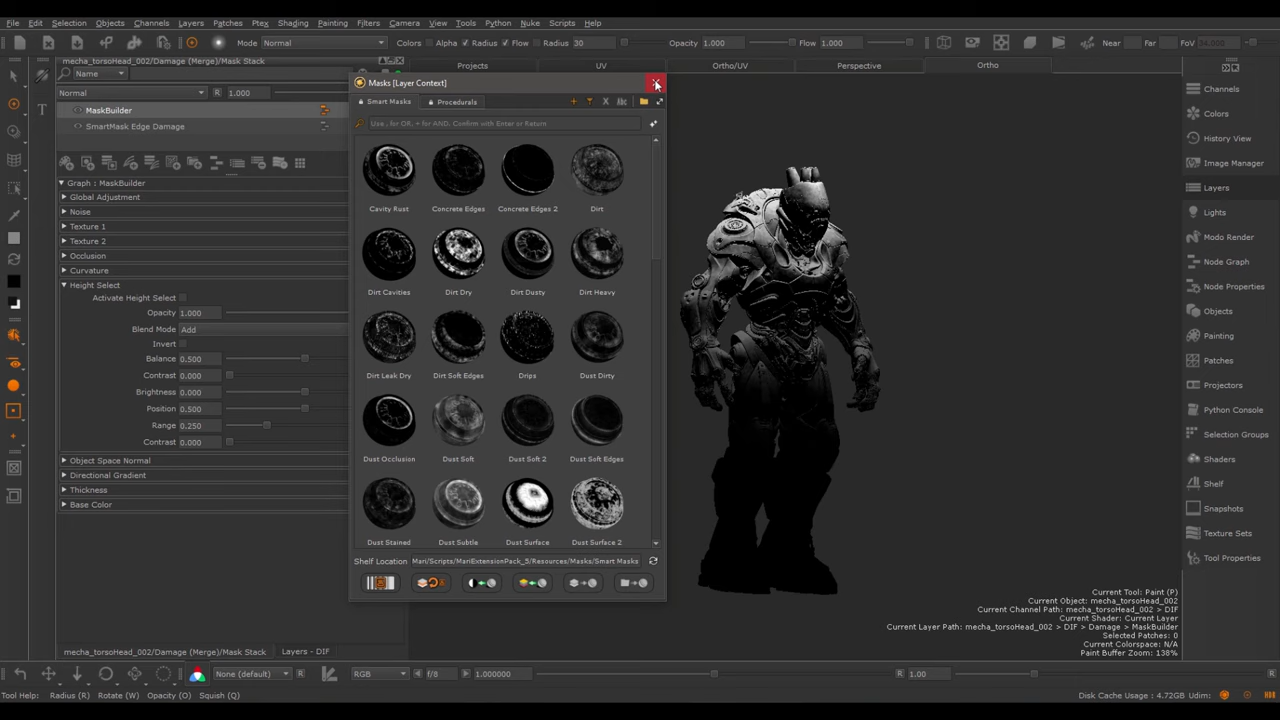 File Edit Selection Objects Channels Layers Patches Ptex Shading Painting Filters Camera View Tools Python Nuke Scripts Help
Mode Normal Colors Alpha Radius Flow Radius 30 Opacity 1.000 Flow 1.000 Near Far FoV 24.000
mecha_torsoHead_002/Damage (Merge)/Mask Stack
Projects UV Ortho/UV Perspective Ortho
Name
Normal R 1.000
MaskBuilder
SmartMask Edge Damage
Graph : MaskBuilder
Global Adjustment
Noise
Texture 1
Texture 2
Occlusion
Curvature
Height Select
Activate Height Select
Opacity 1.000
Blend Mode Add
Invert
Balance 0.500
Contrast 0.000
Brightness 0.000
Position 0.500
Range 0.250
Contrast 0.000
Object Space Normal
Directional Gradient
Thickness
Base Color
mecha_torsoHead_002/Damage (Merge)/Mask Stack Layers - DIF
Masks [Layer Context]
Smart Masks Procedurals
Use , for OR, + for AND. Confirm with Enter or Return
Cavity Rust Concrete Edges Concrete Edges 2 Dirt
Dirt Cavities Dirt Dry Dirt Dusty Dirt Heavy
Dirt Leak Dry Dirt Soft Edges Drips Dust Dirty
Dust Occlusion Dust Soft Dust Soft 2 Dust Soft Edges
Dust Stained Dust Subtle Dust Surface Dust Surface 2
Shelf Location Mari/Scripts/MariExtensionPack_5/Resources/Masks/Smart Masks
Channels
Colors
History View
Image Manager
Layers
Lights
Modo Render
Node Graph
Node Properties
Objects
Painting
Patches
Projectors
Python Console
Selection Groups
Shaders
Shelf
Snapshots
Texture Sets
Tool Properties
Current Tool: Paint (P)
Current Object: mecha_torsoHead_002
Current Channel Path: mecha_torsoHead_002 > DIF
Current Shader: Current Layer
Current Layer Path: mecha_torsoHead_002 > DIF > Damage > MaskBuilder
Selected Patches: 0
Current Colorspace: N/A
Paint Buffer Zoom: 138%
None (default) R RGB f/8 1.000000 R 1.00 R
Tool Help: Radius (R) Rotate (W) Opacity (O) Squish (Q) Disk Cache Usage : 4.72GB Udim: